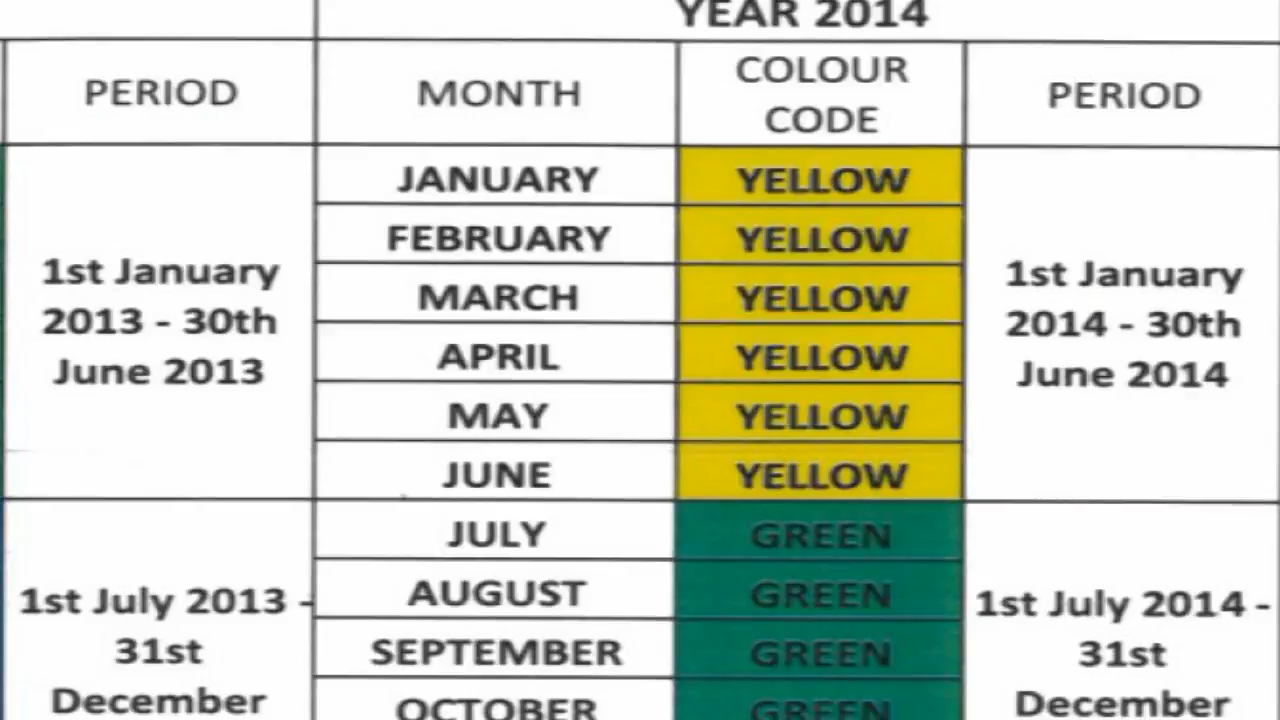 YEAR 2014
PERIOD MONTH COLOUR CODE PERIOD
1st January
2013 - 30th
June 2013
JANUARY YELLOW
FEBRUARY YELLOW
MARCH YELLOW
APRIL YELLOW
MAY YELLOW
JUNE YELLOW
1st January
2014 - 30th
June 2014
1st July 2013 -
31st
December
JULY GREEN
AUGUST GREEN
SEPTEMBER GREEN
OCTOBER GREEN
1st July 2014 -
31st
December